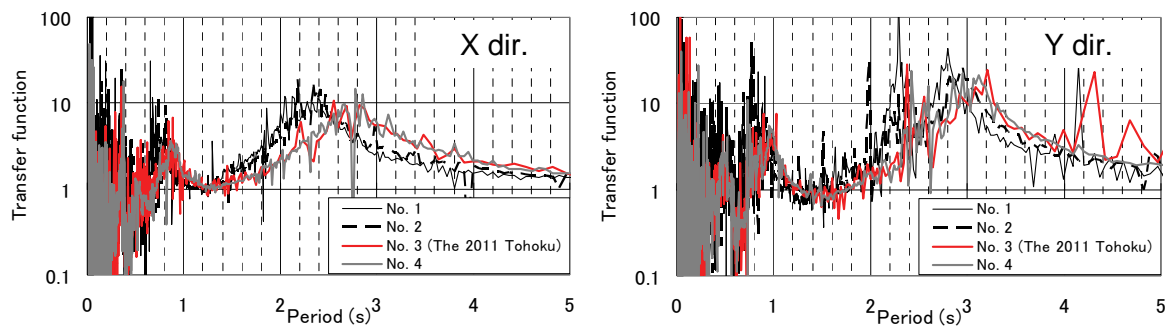 X dir.
Transfer function
100
10
1
0.1
No. 1
No. 2
No. 3 (The 2011 Tohoku)
No. 4
0 1 2 3 4 5
Period (s)
Y dir.
Transfer function
100
10
1
0.1
No. 1
No. 2
No. 3 (The 2011 Tohoku)
No. 4
0 1 2 3 4 5
Period (s)